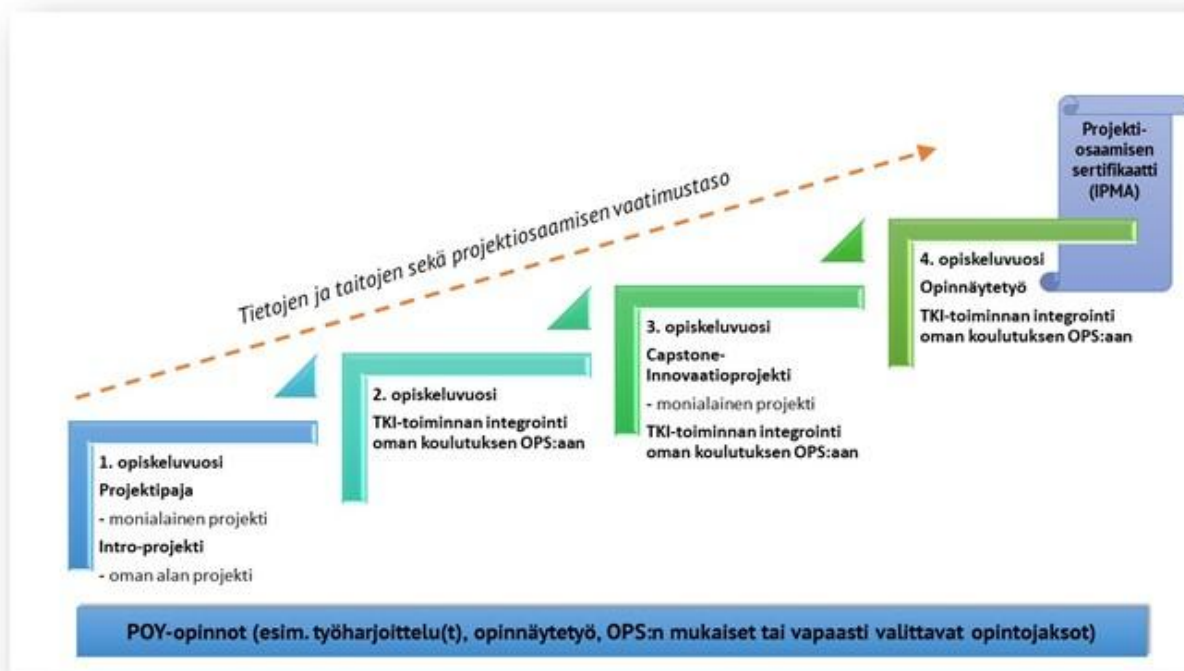 Projekti-
osaamisen
sertifikaatti
(IPMA)
Tietojen ja taitojen sekä projektiosaamisen vaatimustaso
1. opiskeluvuosi
Projektipaja
- monialainen projekti
Intro-projekti
- oman alan projekti
2. opiskeluvuosi
TKI-toiminnan integrointi
oman koulutuksen OPS:aan
3. opiskeluvuosi
Capstone-
Innovaatioprojekti
- monialainen projekti
TKI-toiminnan integrointi
oman koulutuksen OPS:aan
4. opiskeluvuosi
Opinnäytetyö
TKI-toiminnan integrointi
oman koulutuksen OPS:aan
POY-opinnot (esim. työharjoittelu(t), opinnäytetyö, OPS:n mukaiset tai vapaasti valittavat opintojaksot)